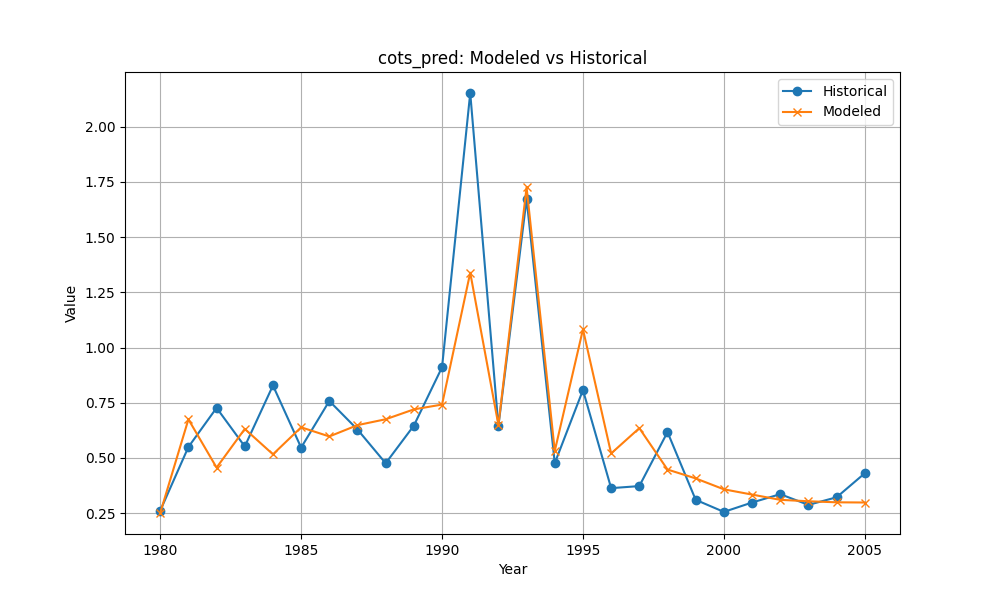 cots_pred: Modeled vs Historical
Historical
Modeled
Value
2.00
1.75
1.50
1.25
1.00
0.75
0.50
0.25
1980 1985 1990 1995 2000 2005
Year